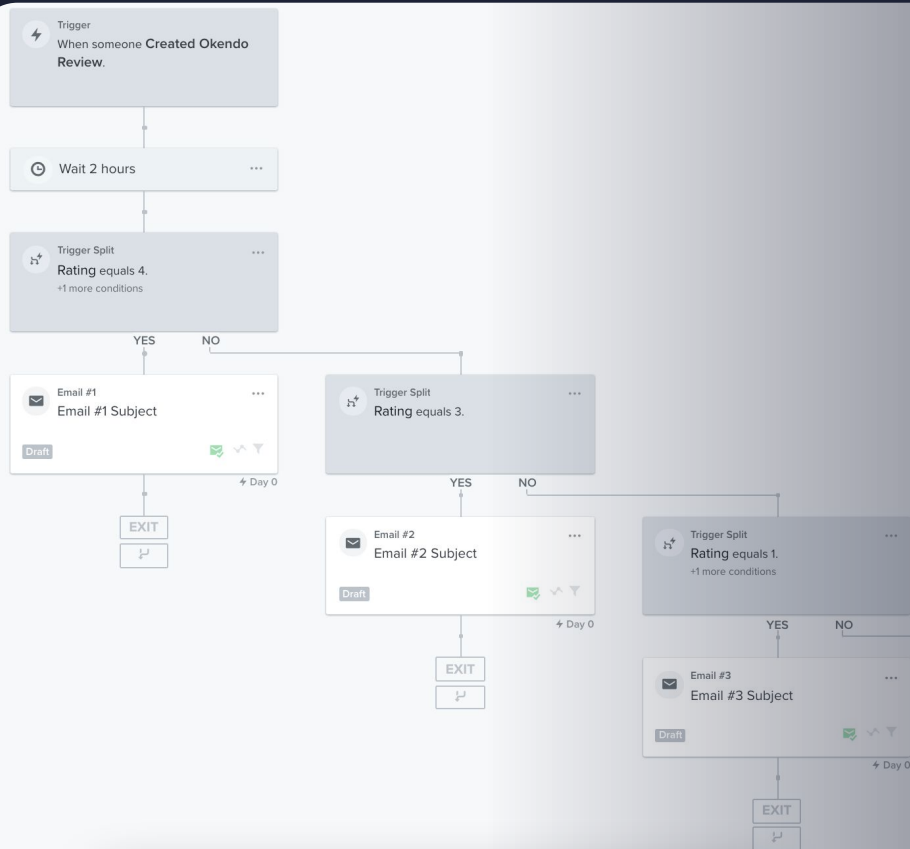 Trigger
When someone Created Okendo
Review.
Wait 2 hours
Trigger Split
Rating equals 4.
+1 more conditions
YES
NO
Email #1
Email #1 Subject
Draft
Day 0
EXIT
Trigger Split
Rating equals 3.
YES
NO
Email #2
Email #2 Subject
Draft
Day 0
EXIT
Trigger Split
Rating equals 1.
+1 more conditions
YES
NO
Email #3
Email #3 Subject
Draft
Day 0
EXIT